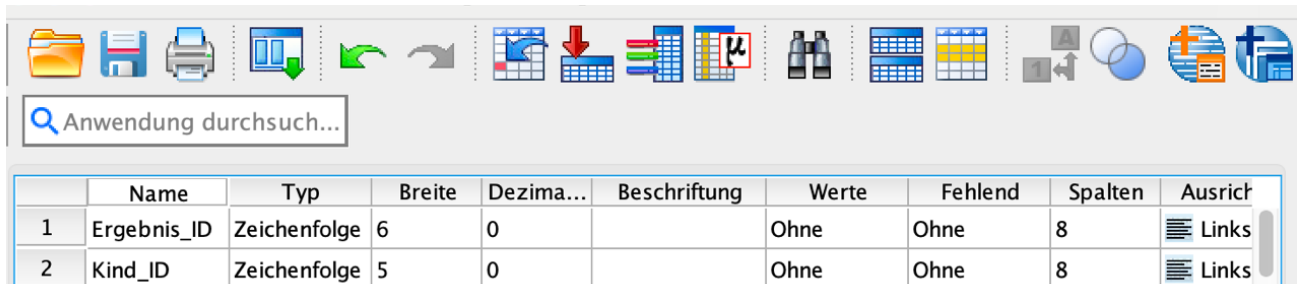 μ
A
1
Anwendung durchsuch...
Name Typ Breite Dezima... Beschriftung Werte Fehlend Spalten Ausrich
1 Ergebnis_ID Zeichenfolge 6 0 Ohne Ohne 8 Links
2 Kind_ID Zeichenfolge 5 0 Ohne Ohne 8 Links